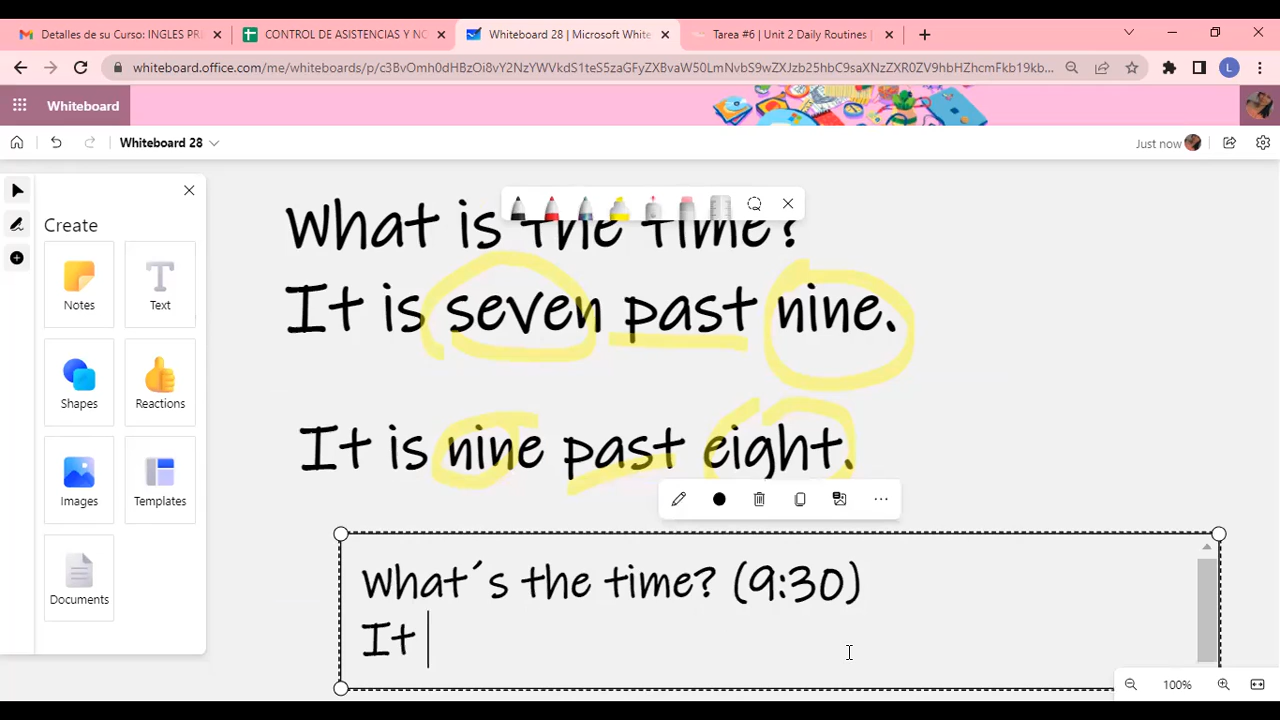 Detalles de su Curso: INGLES PR
CONTROL DE ASISTENCIAS Y NO
Whiteboard 28 | Microsoft White
Tarea #6 | Unit 2 Daily Routines |
whiteboard.office.com/me/whiteboards/p/
L
Whiteboard
Whiteboard 28
Just now
Create
Notes
Text
Shapes
Reactions
Images
Templates
Documents
What is the time?
It is seven past nine.
It is nine past eight.
What´s the time? (9:30)
It
100%